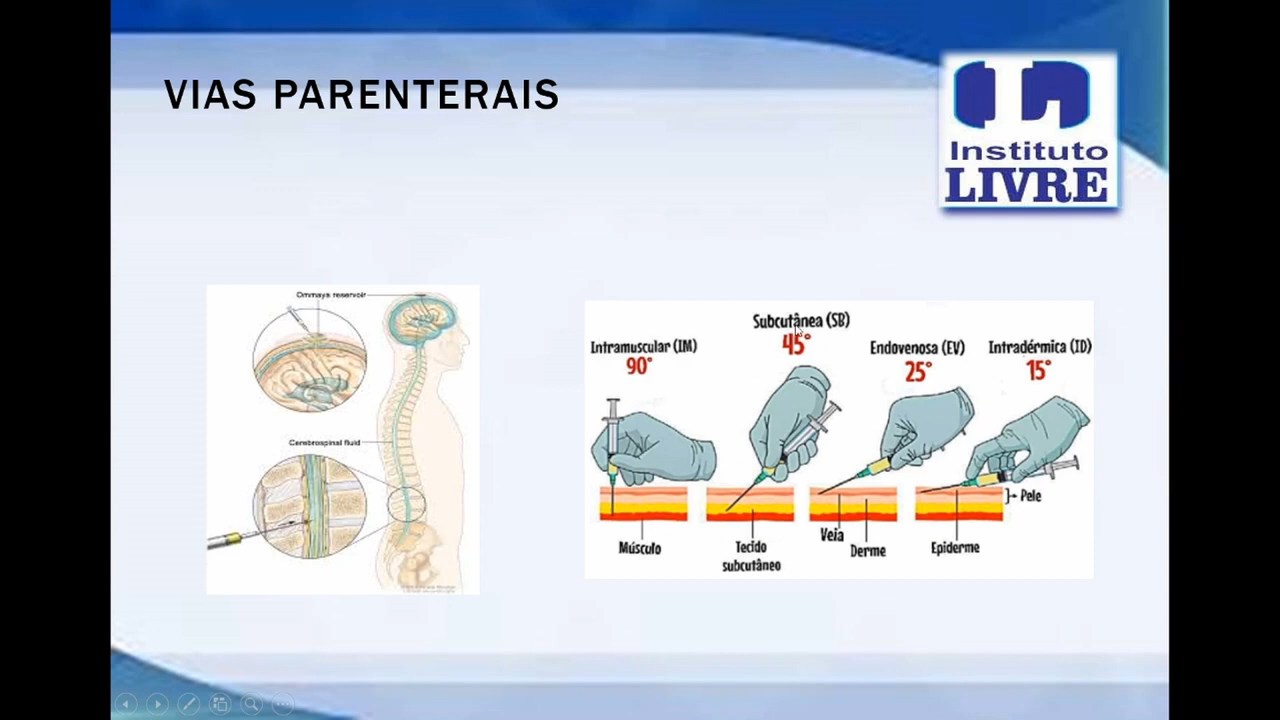 VIAS PARENTERAIS
Instituto
LIVRE
Ommaya reservoir
Cerebrospinal fluid
Subcutânea (SB)
45°
Intramuscular (IM)
90°
Endovenosa (EV)
25°
Intradérmica (ID)
15°
Pele
Músculo
Tecido
subcutâneo
Veia
Derme
Epiderme